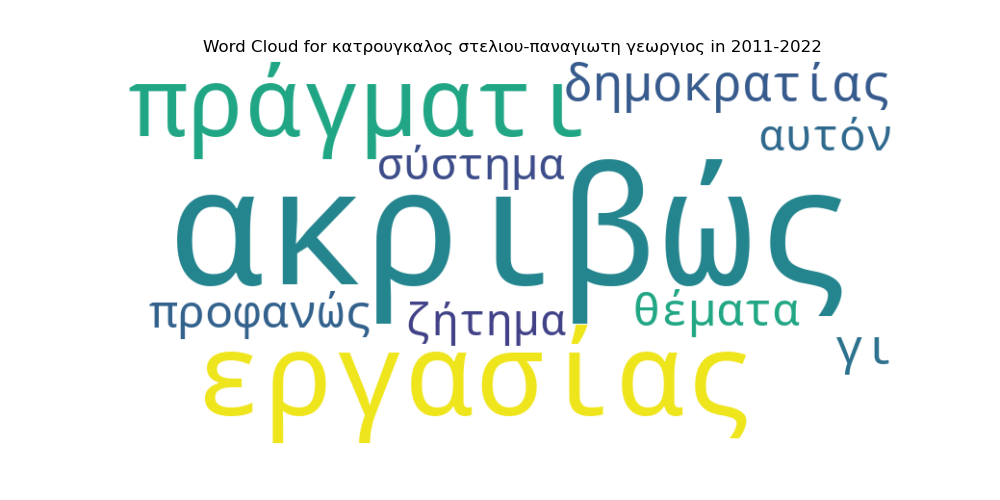 Word Cloud for κατρουγκαλος στελιου-παναγιωτη γεωργιος in 2011-2022
πράγματι
δημοκρατίας
αυτόν
σύστημα
ακριβώς
προφανώς
ζήτημα
θέματα
γι
εργασίας